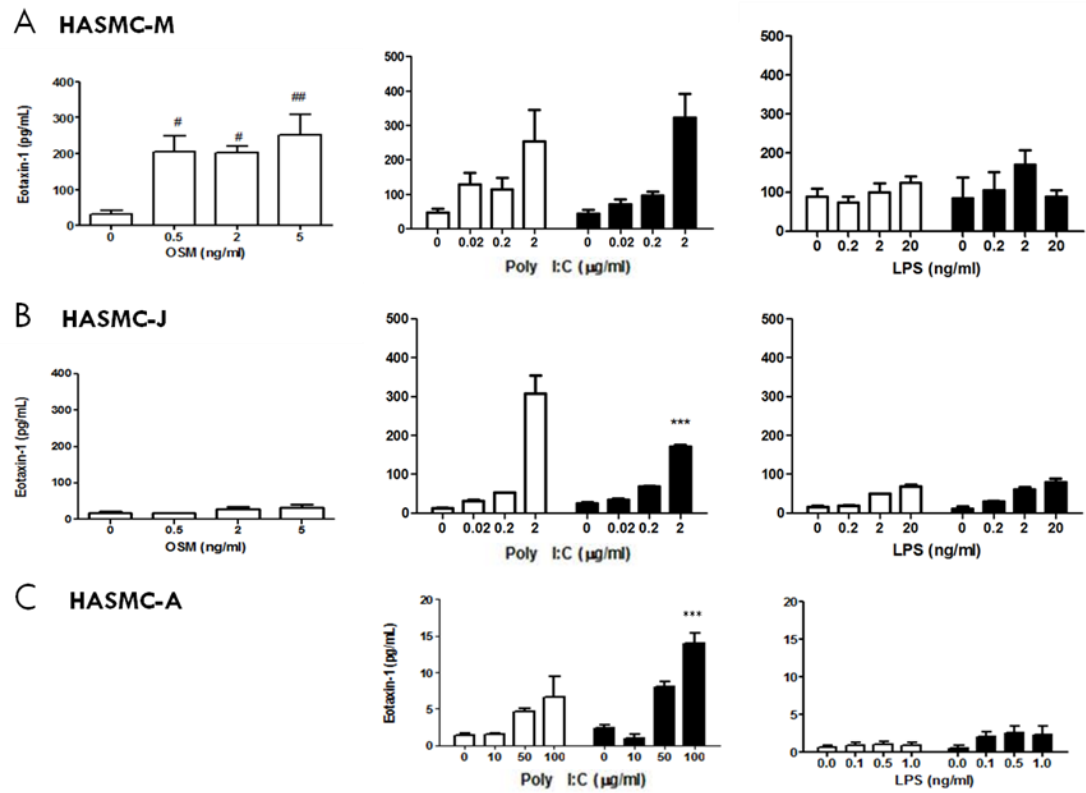 A HASMC-M
400
300
200
100
0
Eotaxin-1 (pg/mL)
#
#
##
0 0.5 2 5
OSM (ng/ml)
500
400
300
200
100
0
0 0.02 0.2 2 0 0.02 0.2 2
Poly I:C (µg/ml)
500
400
300
200
100
0
0 0.2 2 20 0 0.2 2 20
LPS (ng/ml)
B HASMC-J
400
300
200
100
0
Eotaxin-1 (pg/mL)
0 0.5 2 5
OSM (ng/ml)
500
400
300
200
100
0
***
0 0.02 0.2 2 0 0.02 0.2 2
Poly I:C (µg/ml)
500
400
300
200
100
0
0 0.2 2 20 0 0.2 2 20
LPS (ng/ml)
C HASMC-A
20
15
10
5
0
Eotaxin-1 (pg/mL)
***
0 10 50 100 0 10 50 100
Poly I:C (µg/ml)
20
15
10
5
0
0.0 0.1 0.5 1.0 0.0 0.1 0.5 1.0
LPS (ng/ml)